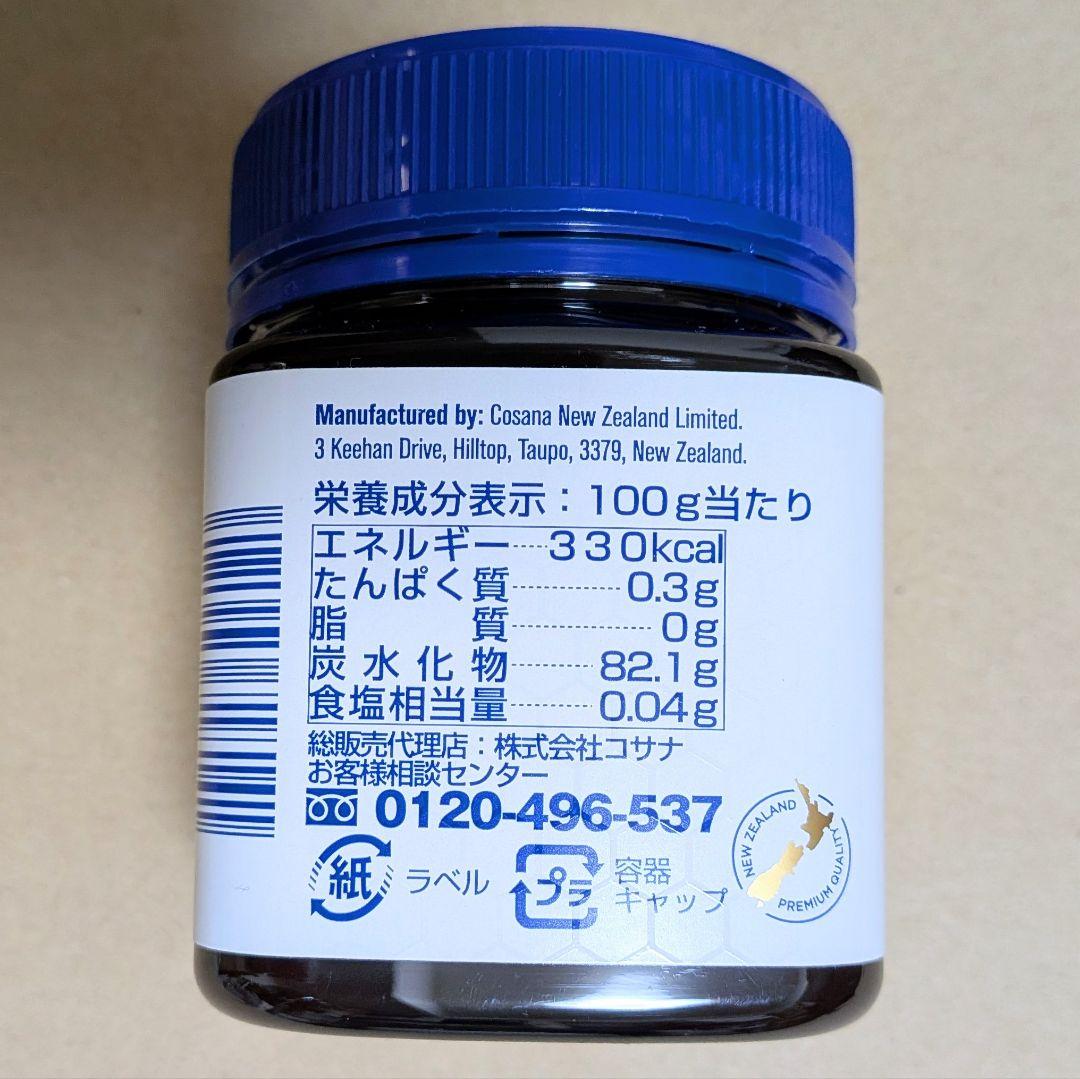 Manufactured by: Cosana New Zealand Limited.
3 Keehan Drive, Hilltop, Taupo, 3379, New Zealand.
栄養成分表示：100g当たり
エネルギー……330kcal
たんぱく質…………0.3g
脂質……………0g
炭水化物………82.1g
食塩相当量………0.04g
総販売代理店：株式会社コサナ
お客様相談センター
0120-496-537
紙 ラベル
プラ 容器
キャップ
NEW ZEALAND
PREMIUM QUALITY